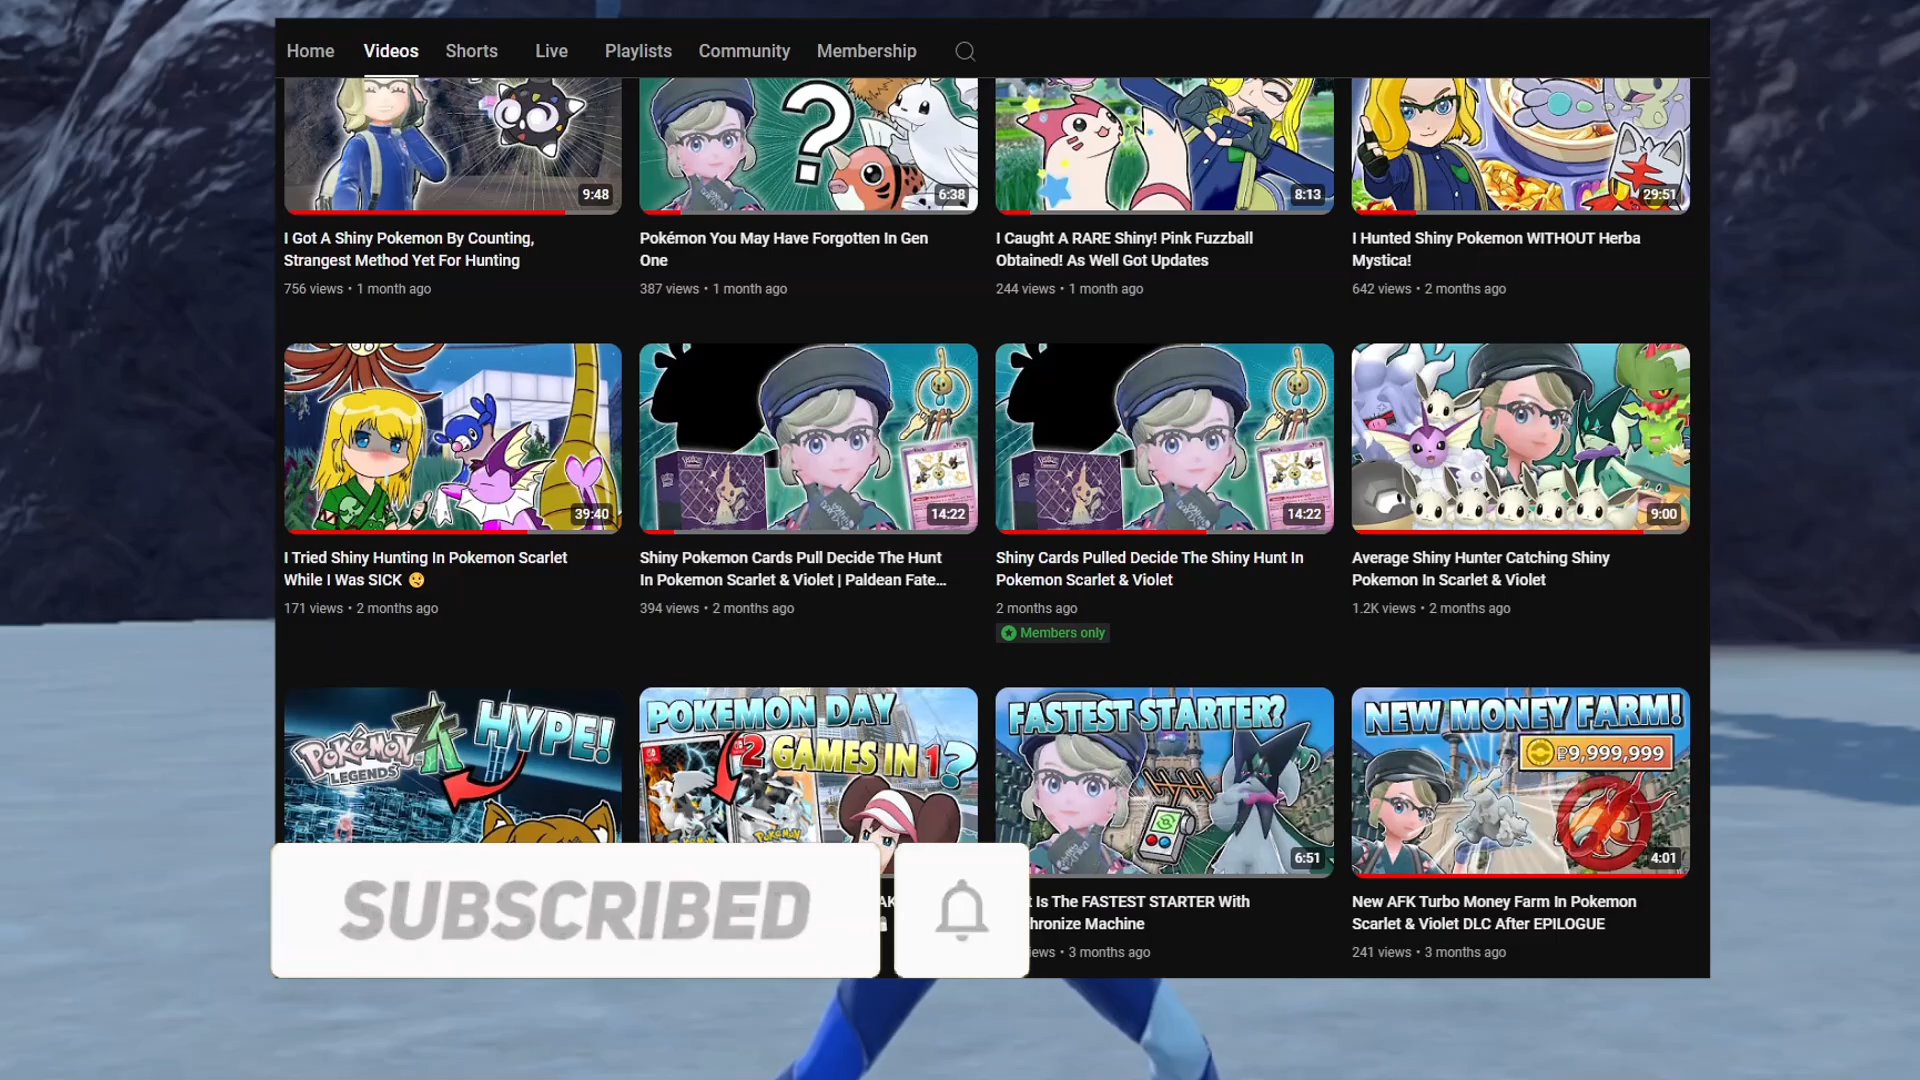 Home Videos Shorts Live Playlists Community Membership
9:48
6:38
8:13
29:51
I Got A Shiny Pokemon By Counting,
Strangest Method Yet For Hunting
756 views • 1 month ago
Pokémon You May Have Forgotten In Gen
One
387 views • 1 month ago
I Caught A RARE Shiny! Pink Fuzzball
Obtained! As Well Got Updates
244 views • 1 month ago
I Hunted Shiny Pokemon WITHOUT Herba
Mystica!
642 views • 2 months ago
39:40
14:22
14:22
9:00
I Tried Shiny Hunting In Pokemon Scarlet
While I Was SICK 🤒
171 views • 2 months ago
Shiny Pokemon Cards Pull Decide The Hunt
In Pokemon Scarlet & Violet | Paldean Fate...
394 views • 2 months ago
Shiny Cards Pulled Decide The Shiny Hunt In
Pokemon Scarlet & Violet
2 months ago
Members only
Average Shiny Hunter Catching Shiny
Pokemon In Scarlet & Violet
1.2K views • 2 months ago
HYPE!
POKÉMON
LEGENDS
POKEMON DAY
2 GAMES IN 1?
FASTEST STARTER?
6:51
NEW MONEY FARM!
9,999,999
4:01
Is The FASTEST STARTER With
hronize Machine
iews • 3 months ago
New AFK Turbo Money Farm In Pokemon
Scarlet & Violet DLC After EPILOGUE
241 views • 3 months ago
SUBSCRIBED